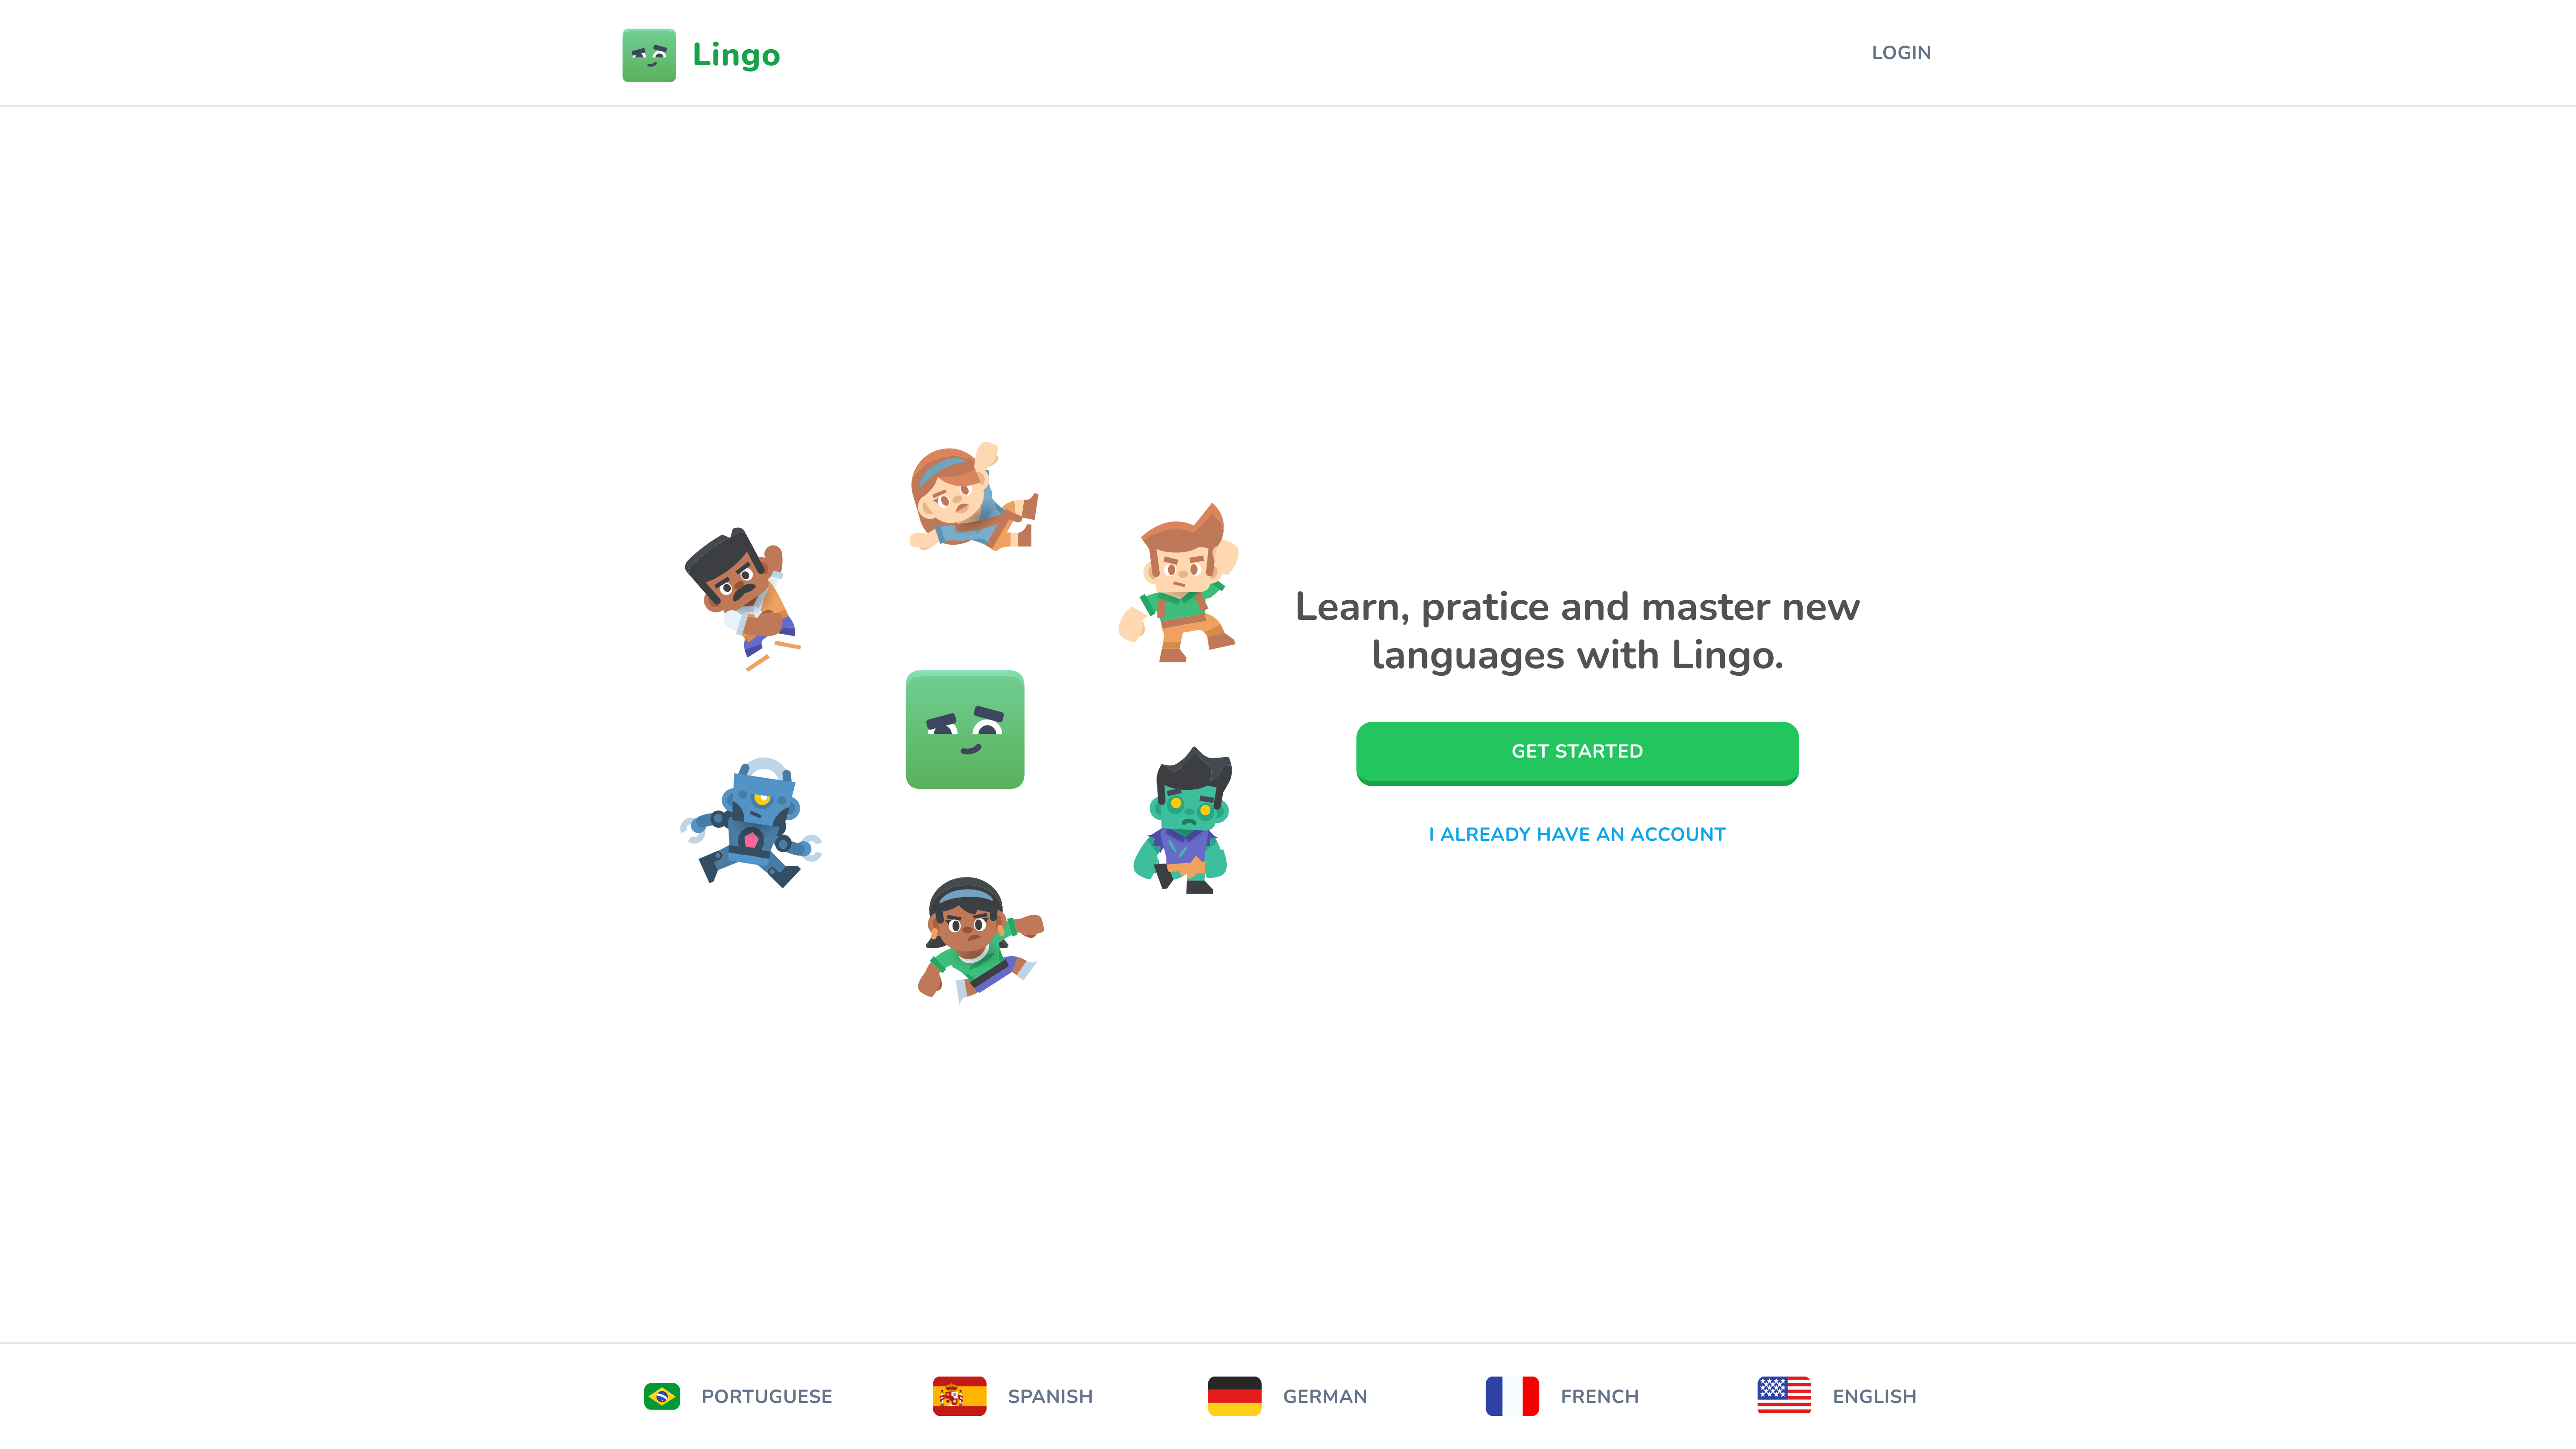 Lingo
LOGIN
Learn, pratice and master new
languages with Lingo.
GET STARTED
I ALREADY HAVE AN ACCOUNT
PORTUGUESE
SPANISH
GERMAN
FRENCH
ENGLISH